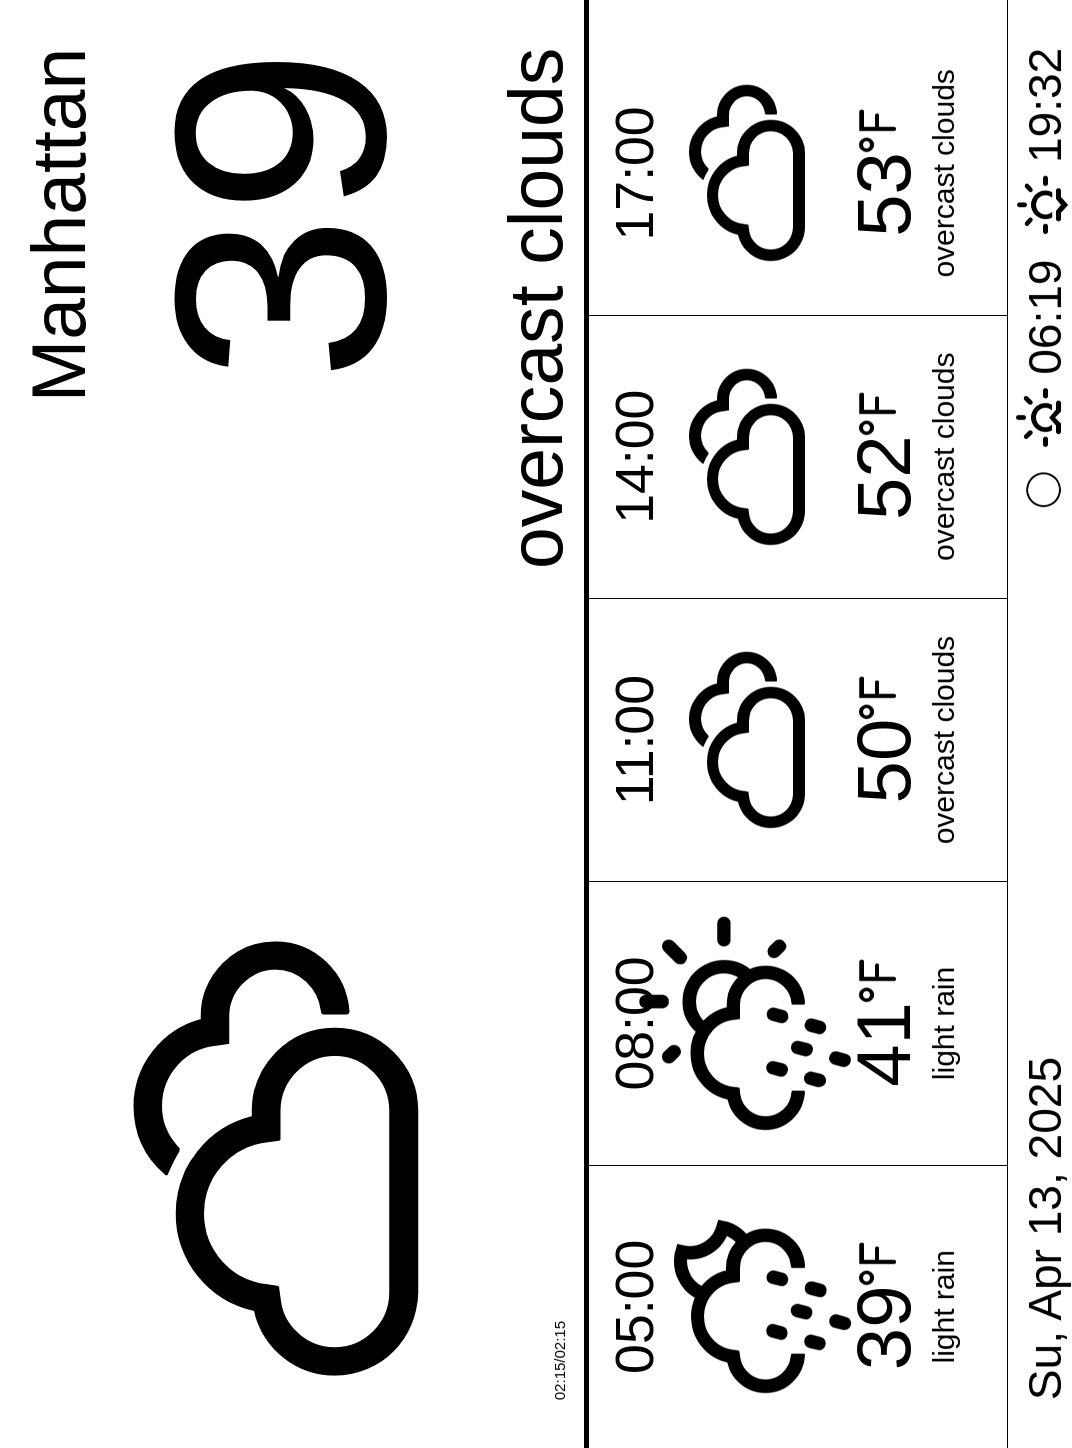 Manhattan
39
overcast clouds
02:15/02:15
05:00
39°F
light rain
08:00
41°F
light rain
11:00
50°F
overcast clouds
14:00
52°F
overcast clouds
17:00
53°F
overcast clouds
Su, Apr 13, 2025
06:19
19:32